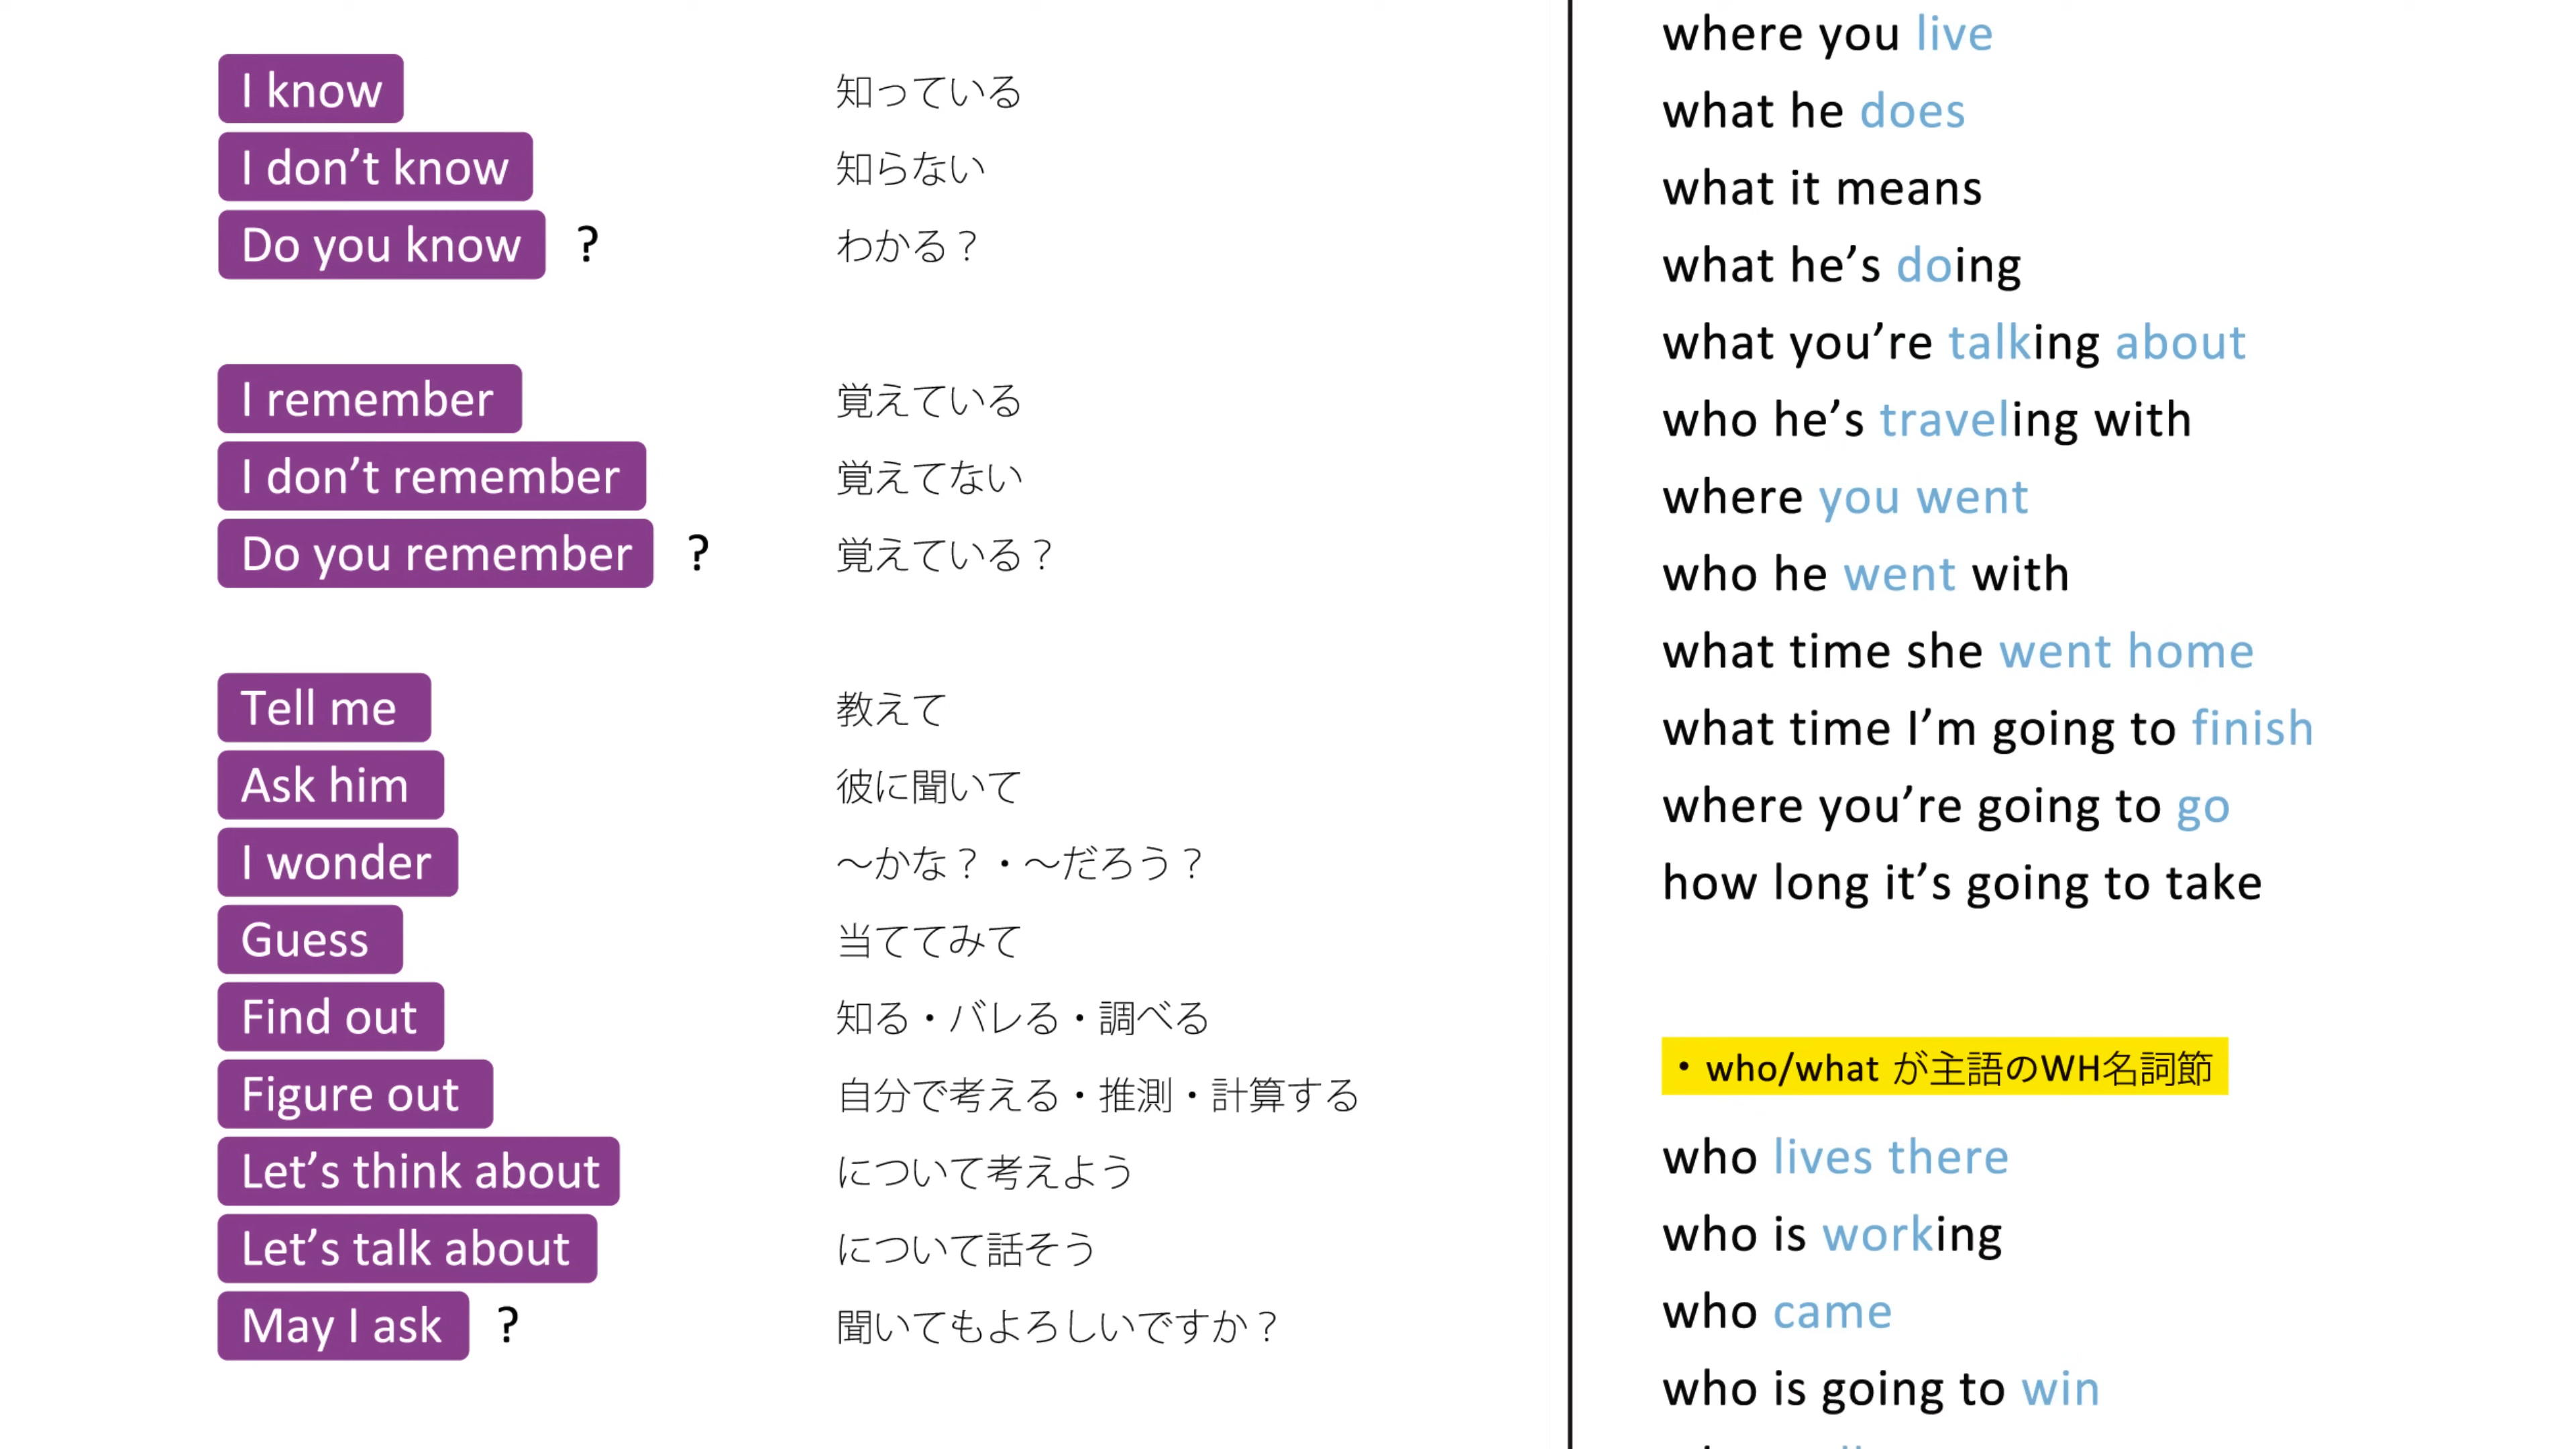 I know 知っている
I don’t know 知らない
Do you know ? わかる？
I remember 覚えている
I don’t remember 覚えてない
Do you remember ? 覚えている？
Tell me 教えて
Ask him 彼に聞いて
I wonder ～かな？・～だろう？
Guess 当ててみて
Find out 知る・バレる・調べる
Figure out 自分で考える・推測・計算する
Let’s think about について考えよう
Let’s talk about について話そう
May I ask ? 聞いてもよろしいですか？
where you live
what he does
what it means
what he’s doing
what you’re talking about
who he’s traveling with
where you went
who he went with
what time she went home
what time I’m going to finish
where you’re going to go
how long it’s going to take
・who/what が主語のWH名詞節
who lives there
who is working
who came
who is going to win